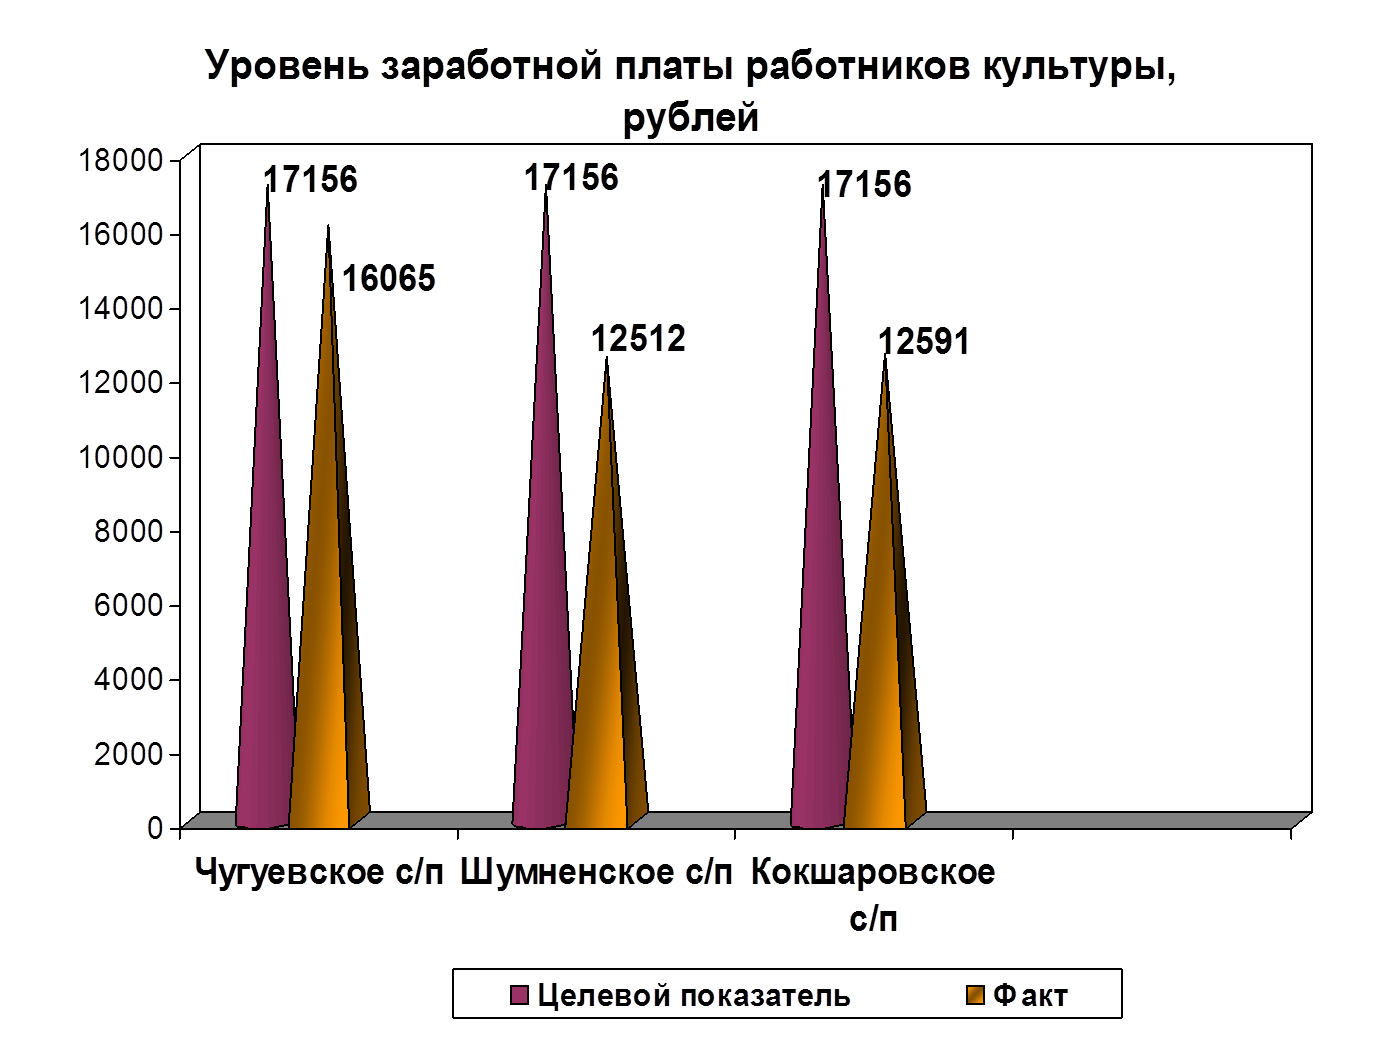 Уровень заработной платы работников культуры,
рублей
18000
16000
14000
12000
10000
8000
6000
4000
2000
0
17156
16065
17156
12512
17156
12591
Чугуевское с/п
Шумненское с/п
Кокшаровское
с/п
Целевой показатель
Факт